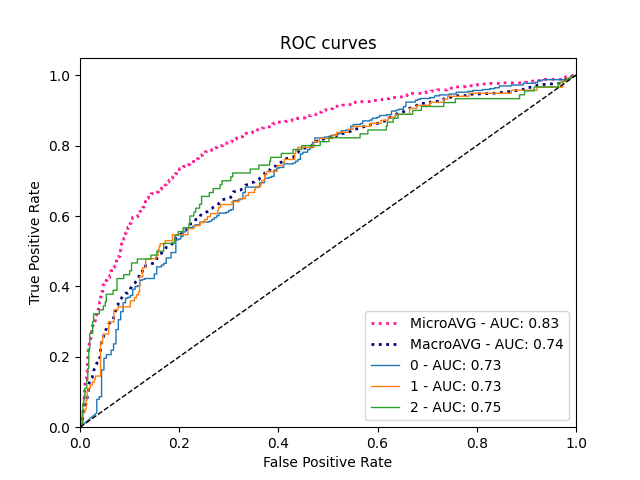 ROC curves
True Positive Rate
1.0
0.8
0.6
0.4
0.2
0.0
MicroAVG - AUC: 0.83
MacroAVG - AUC: 0.74
0 - AUC: 0.73
1 - AUC: 0.73
2 - AUC: 0.75
0.0 0.2 0.4 0.6 0.8 1.0
False Positive Rate